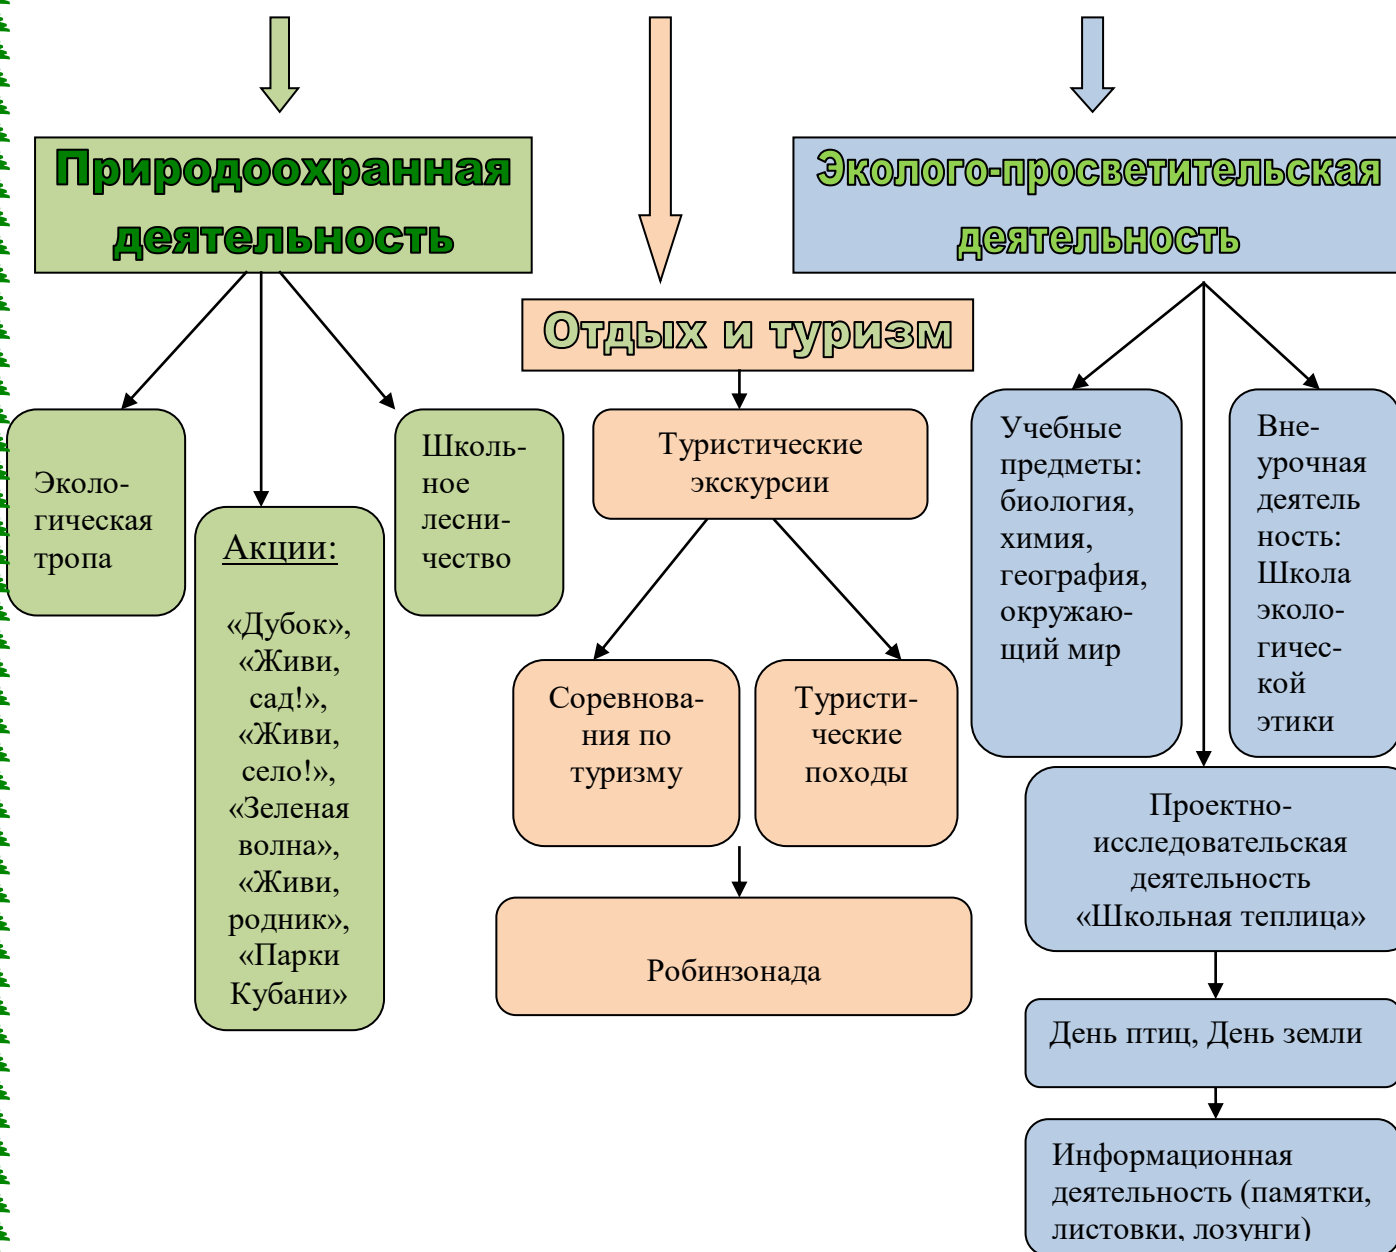 Природоохранная
деятельность
Эколого-просветительская
деятельность
Отдых и туризм
Эколо-
гическая
тропа
Акции:
«Дубок»,
«Живи,
сад!»,
«Живи,
село!»,
«Зеленая
волна»,
«Живи,
родник»,
«Парки
Кубани»
Школь-
ное
лесни-
чество
Туристические
экскурсии
Соревнова-
ния по
туризму
Туристи-
ческие
походы
Робинзонада
Учебные
предметы:
биология,
химия,
география,
окружаю-
щий мир
Вне-
урочная
деятель
ность:
Школа
эколо-
гичес-
кой
этики
Проектно-
исследовательская
деятельность
«Школьная теплица»
День птиц, День земли
Информационная
деятельность (памятки,
листовки, лозунги)